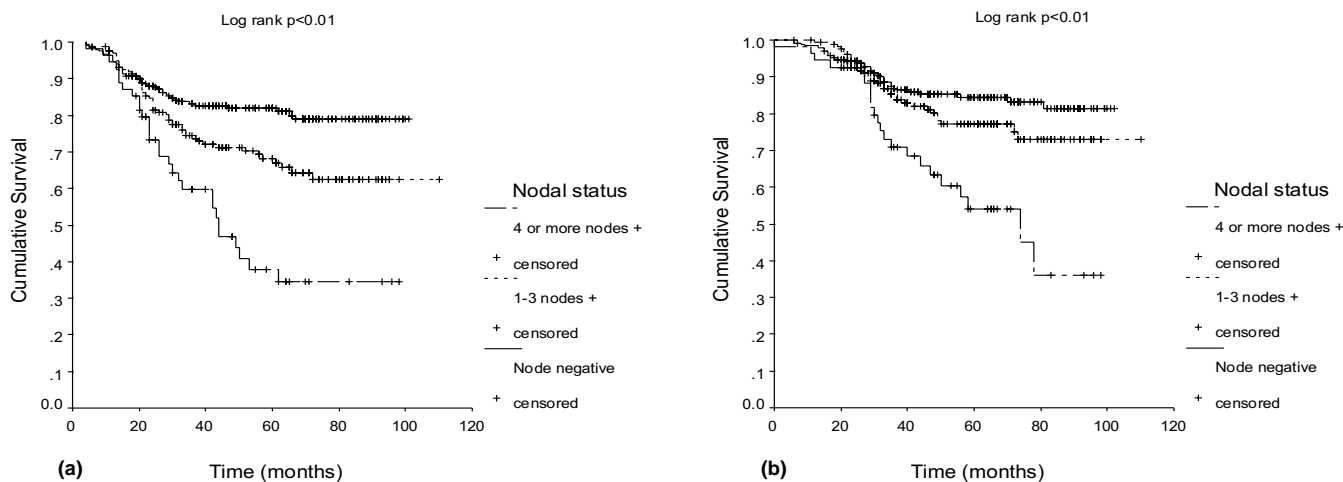 Log rank p<0.01
1.0
.9
.8
.7
.6
.5
.4
.3
.2
.1
0.0
Cumulative Survival
0
20
40
60
80
100
120
Time (months)
(a)
Nodal status
4 or more nodes +
censored
1-3 nodes +
censored
Node negative
censored
Log rank p<0.01
1.0
.9
.8
.7
.6
.5
.4
.3
.2
.1
0.0
Cumulative Survival
0
20
40
60
80
100
120
Time (months)
(b)
Nodal status
4 or more nodes +
censored
1-3 nodes +
censored
Node negative
censored